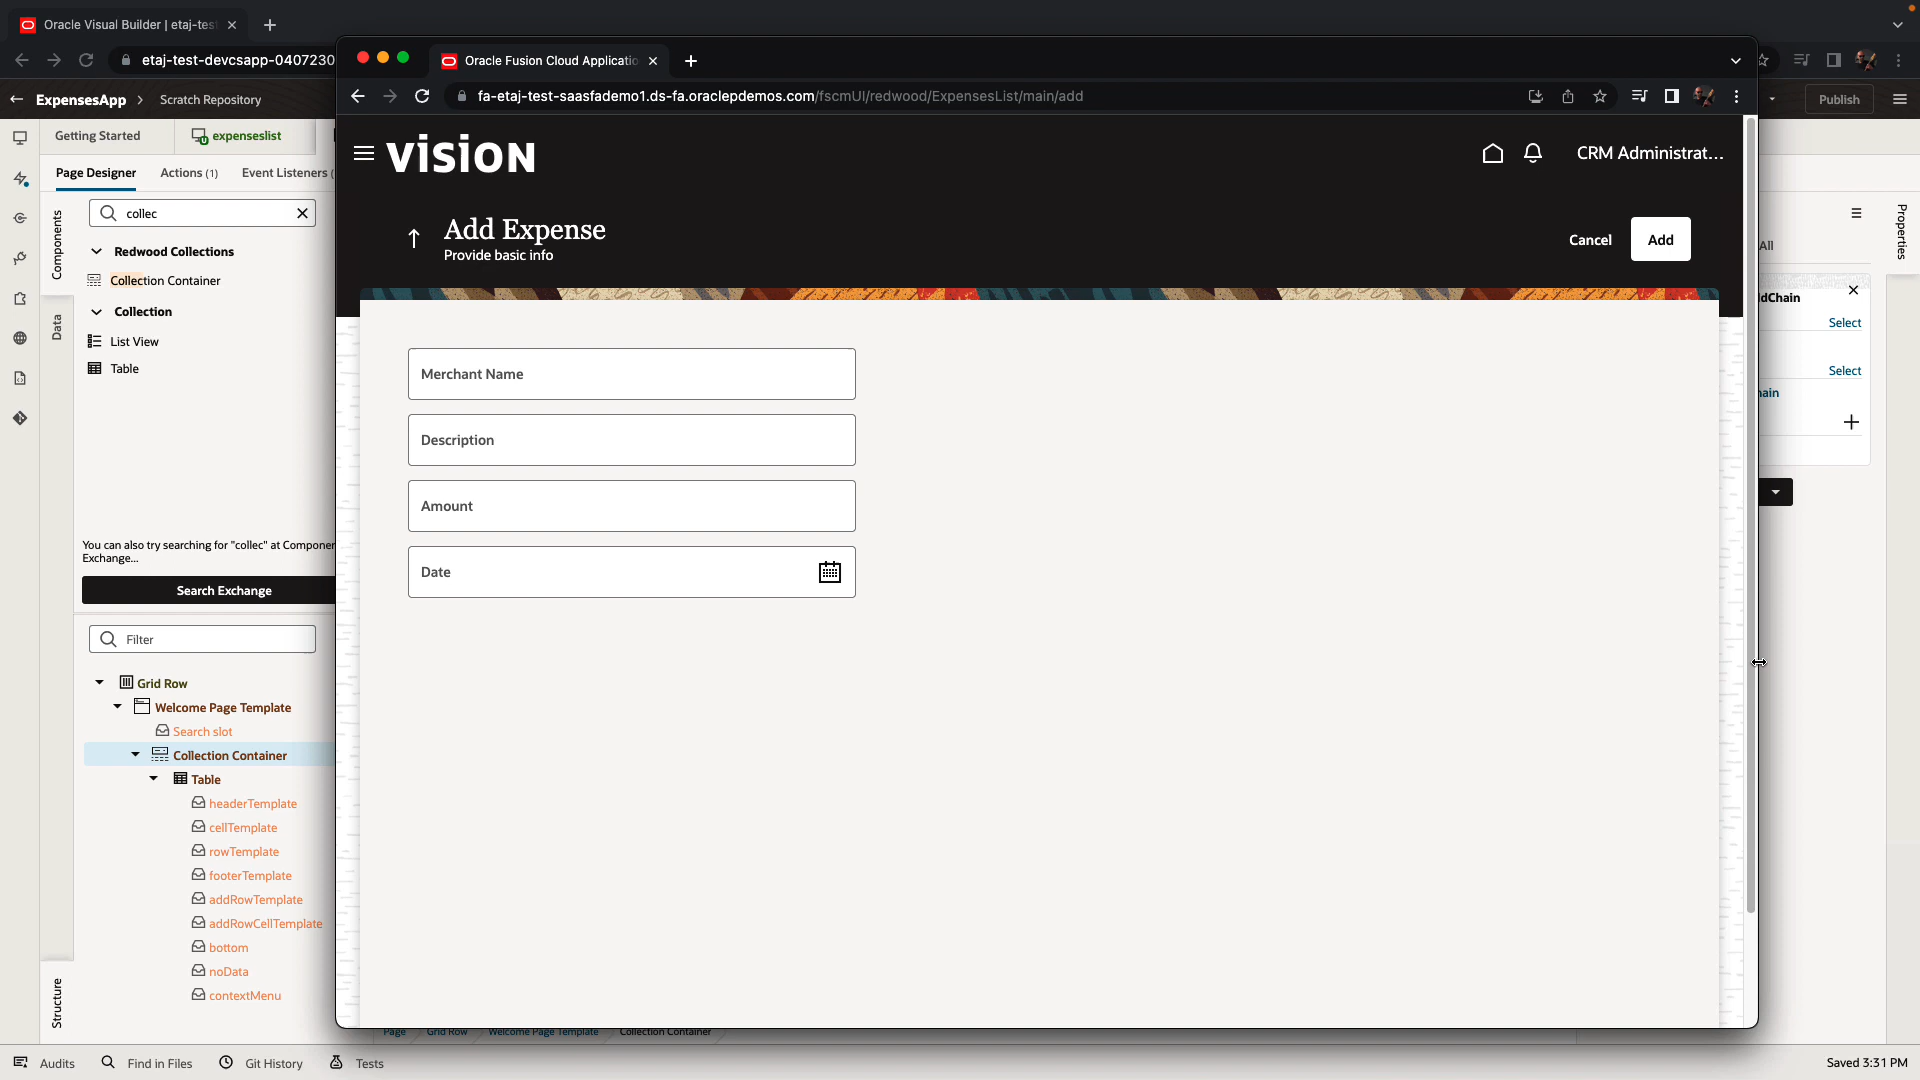 Oracle Visual Builder | etaj-test
etaj-test-devcsapp-0407230
ExpensesApp
Scratch Repository
Publish
Getting Started
expenseslist
Page Designer
Actions (1)
Event Listeners (
Components
Data
Structure
collec
Redwood Collections
Collection Container
Collection
List View
Table
You can also try searching for "collec" at Componen
Exchange...
Search Exchange
Filter
Grid Row
Welcome Page Template
Search slot
Collection Container
Table
headerTemplate
cellTemplate
rowTemplate
footerTemplate
addRowTemplate
addRowCellTemplate
bottom
noData
contextMenu
Oracle Fusion Cloud Applicatio
fa-etaj-test-saasfademo1.ds-fa.oraclepdemos.com/fscmUI/redwood/ExpensesList/main/add
VISION
CRM Administrat...
Add Expense
Provide basic info
Cancel
Add
Merchant Name
Description
Amount
Date
Properties
All
dChain
Select
Select
hain
Page
Grid Row
Welcome Page Template
Collection Container
Audits
Find in Files
Git History
Tests
Saved 3:31 PM